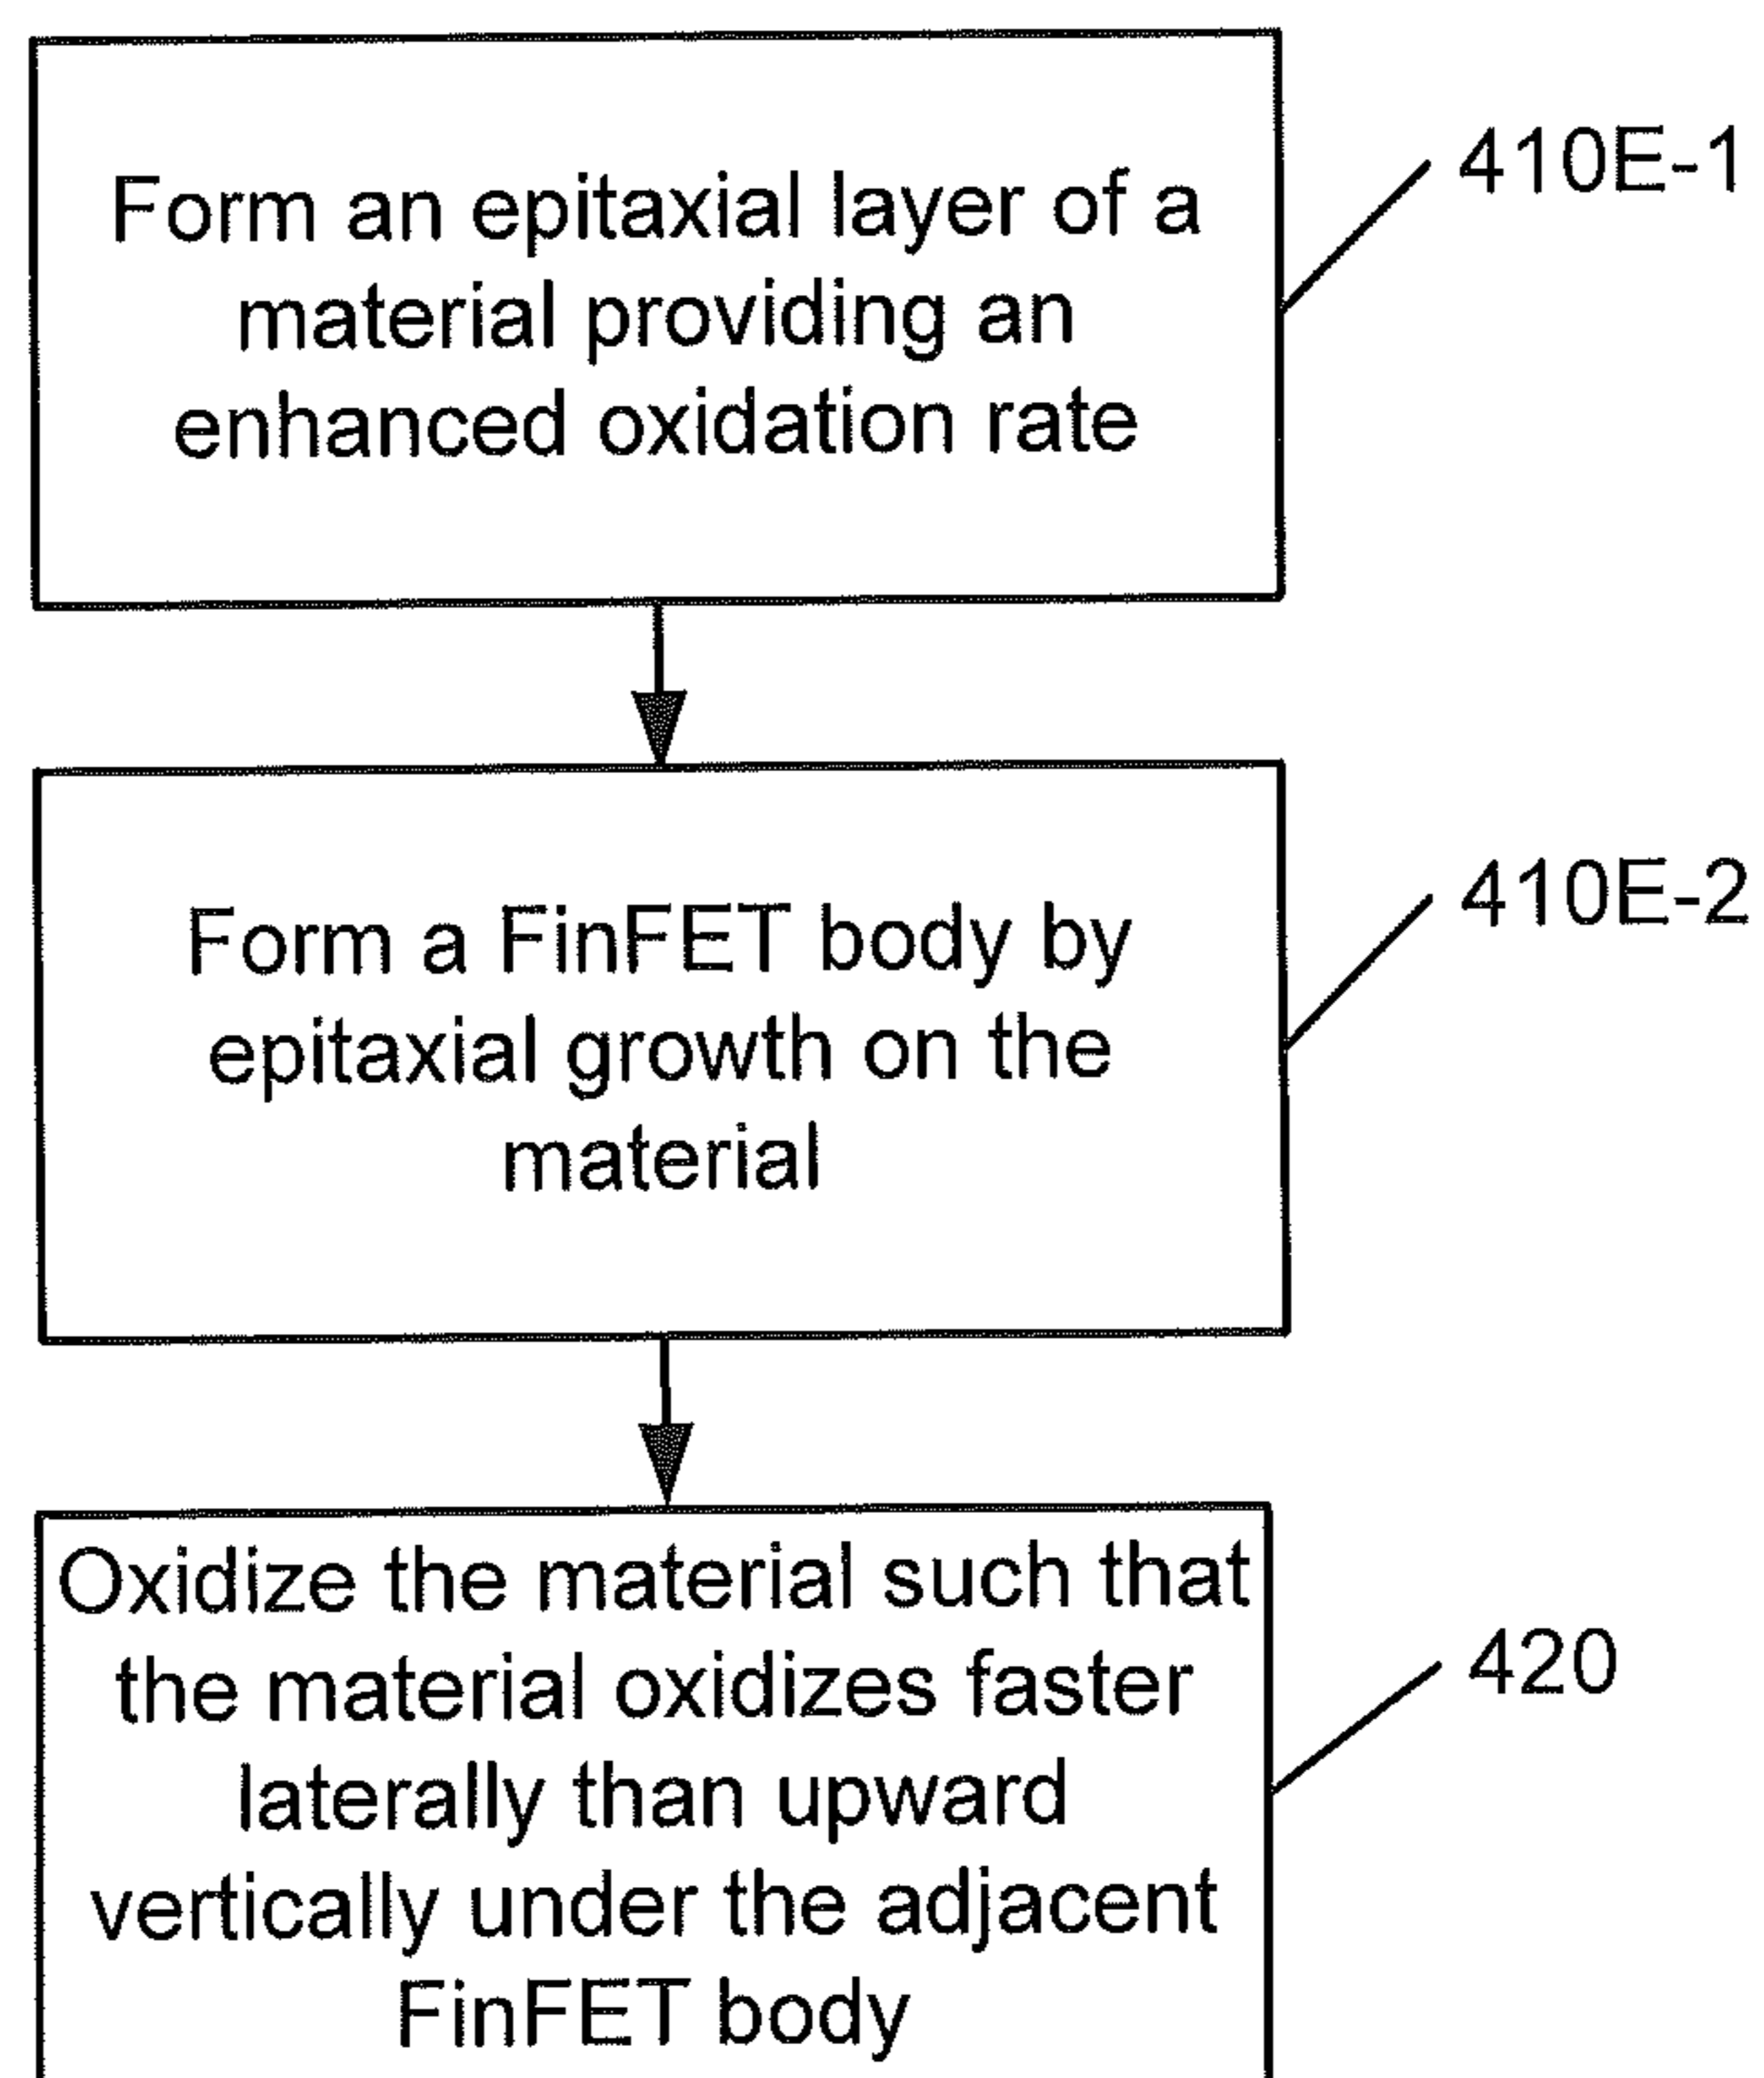 Form an epitaxial layer of a
material providing an
enhanced oxidation rate
410E-1
Form a FinFET body by
epitaxial growth on the
material
410E-2
Oxidize the material such that
the material oxidizes faster
laterally than upward
vertically under the adjacent
FinFET body
420